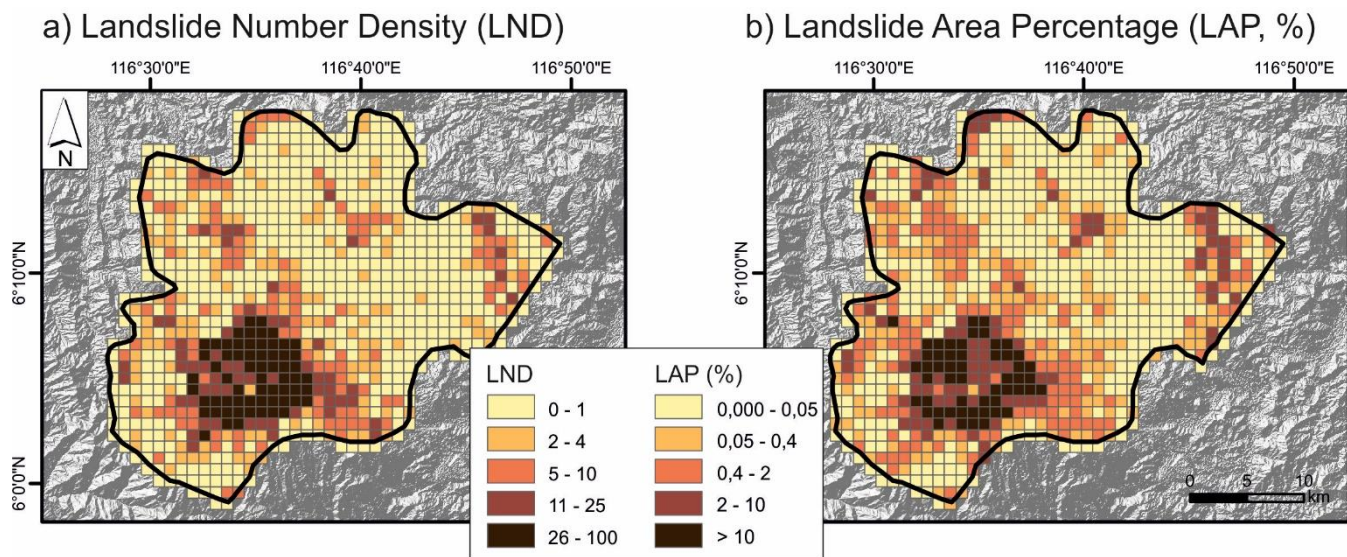 a) Landslide Number Density (LND)
116°30'0"E 116°40'0"E 116°50'0"E
N
6°10'0"N
6°0'0"N
b) Landslide Area Percentage (LAP, %)
116°30'0"E 116°40'0"E 116°50'0"E
LND
0 - 1
2 - 4
5 - 10
11 - 25
26 - 100
LAP (%)
0,000 - 0,05
0,05 - 0,4
0,4 - 2
2 - 10
> 10
0 5 10
km